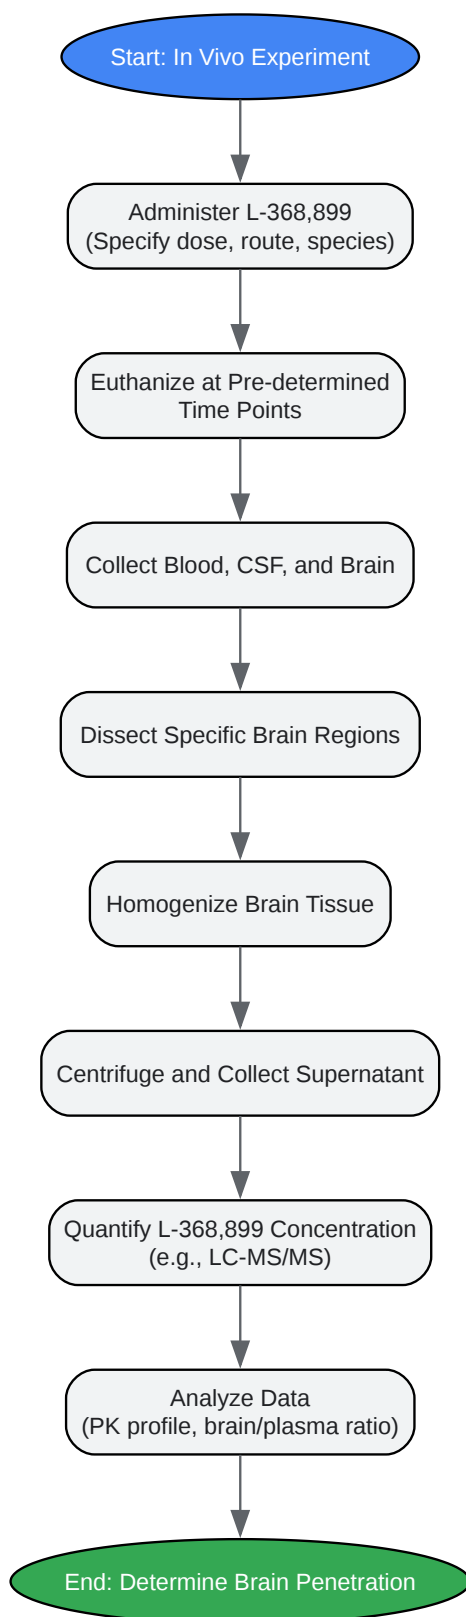 Start: In Vivo Experiment
Administer L-368,899
(Specify dose, route, species)
Euthanize at Pre-determined
Time Points
Collect Blood, CSF, and Brain
Dissect Specific Brain Regions
Homogenize Brain Tissue
Centrifuge and Collect Supernatant
Quantify L-368,899 Concentration
(e.g., LC-MS/MS)
Analyze Data
(PK profile, brain/plasma ratio)
End: Determine Brain Penetration